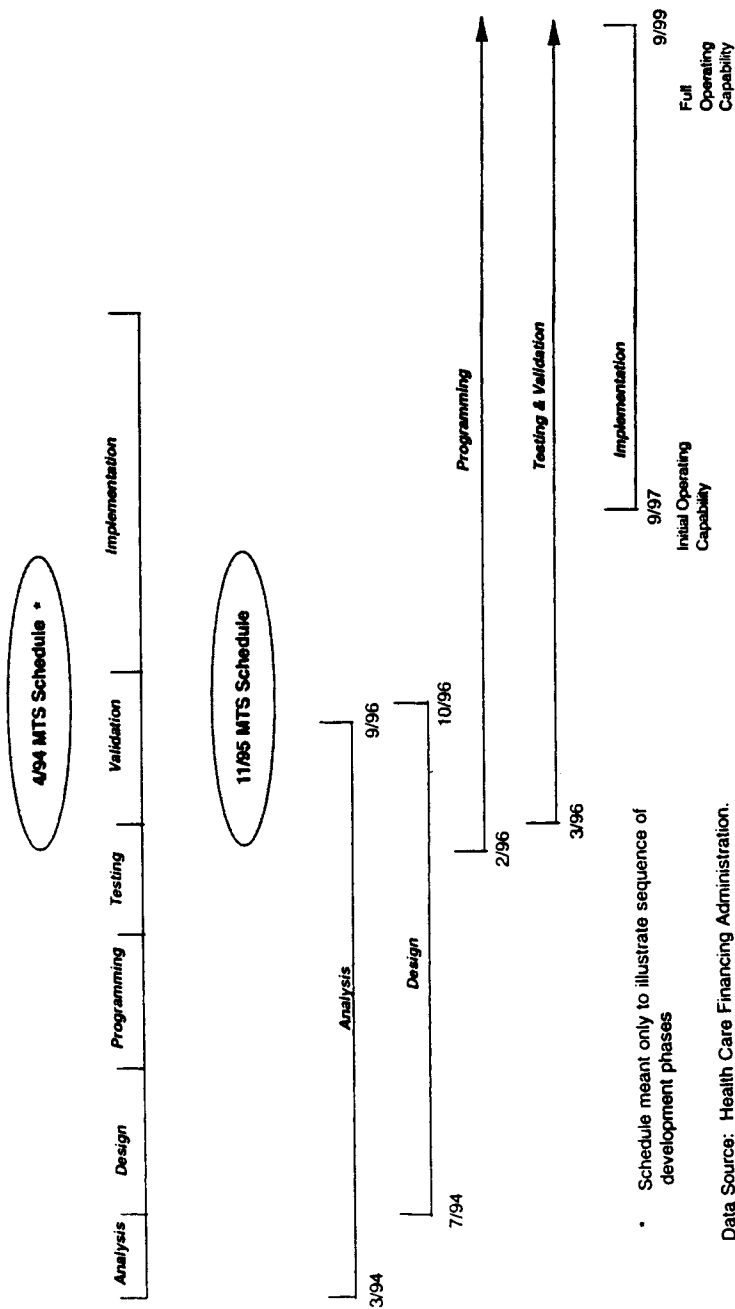 4/94 MTS Schedule *
Analysis Design Programming Testing Validation Implementation
11/95 MTS Schedule
Analysis
3/94 9/96
Design
7/94 10/96
Programming
2/96
Testing & Validation
3/96
Implementation
9/97 9/99
Initial Operating
Capability
Full
Operating
Capability
* Schedule meant only to illustrate sequence of
development phases
Data Source: Health Care Financing Administration.